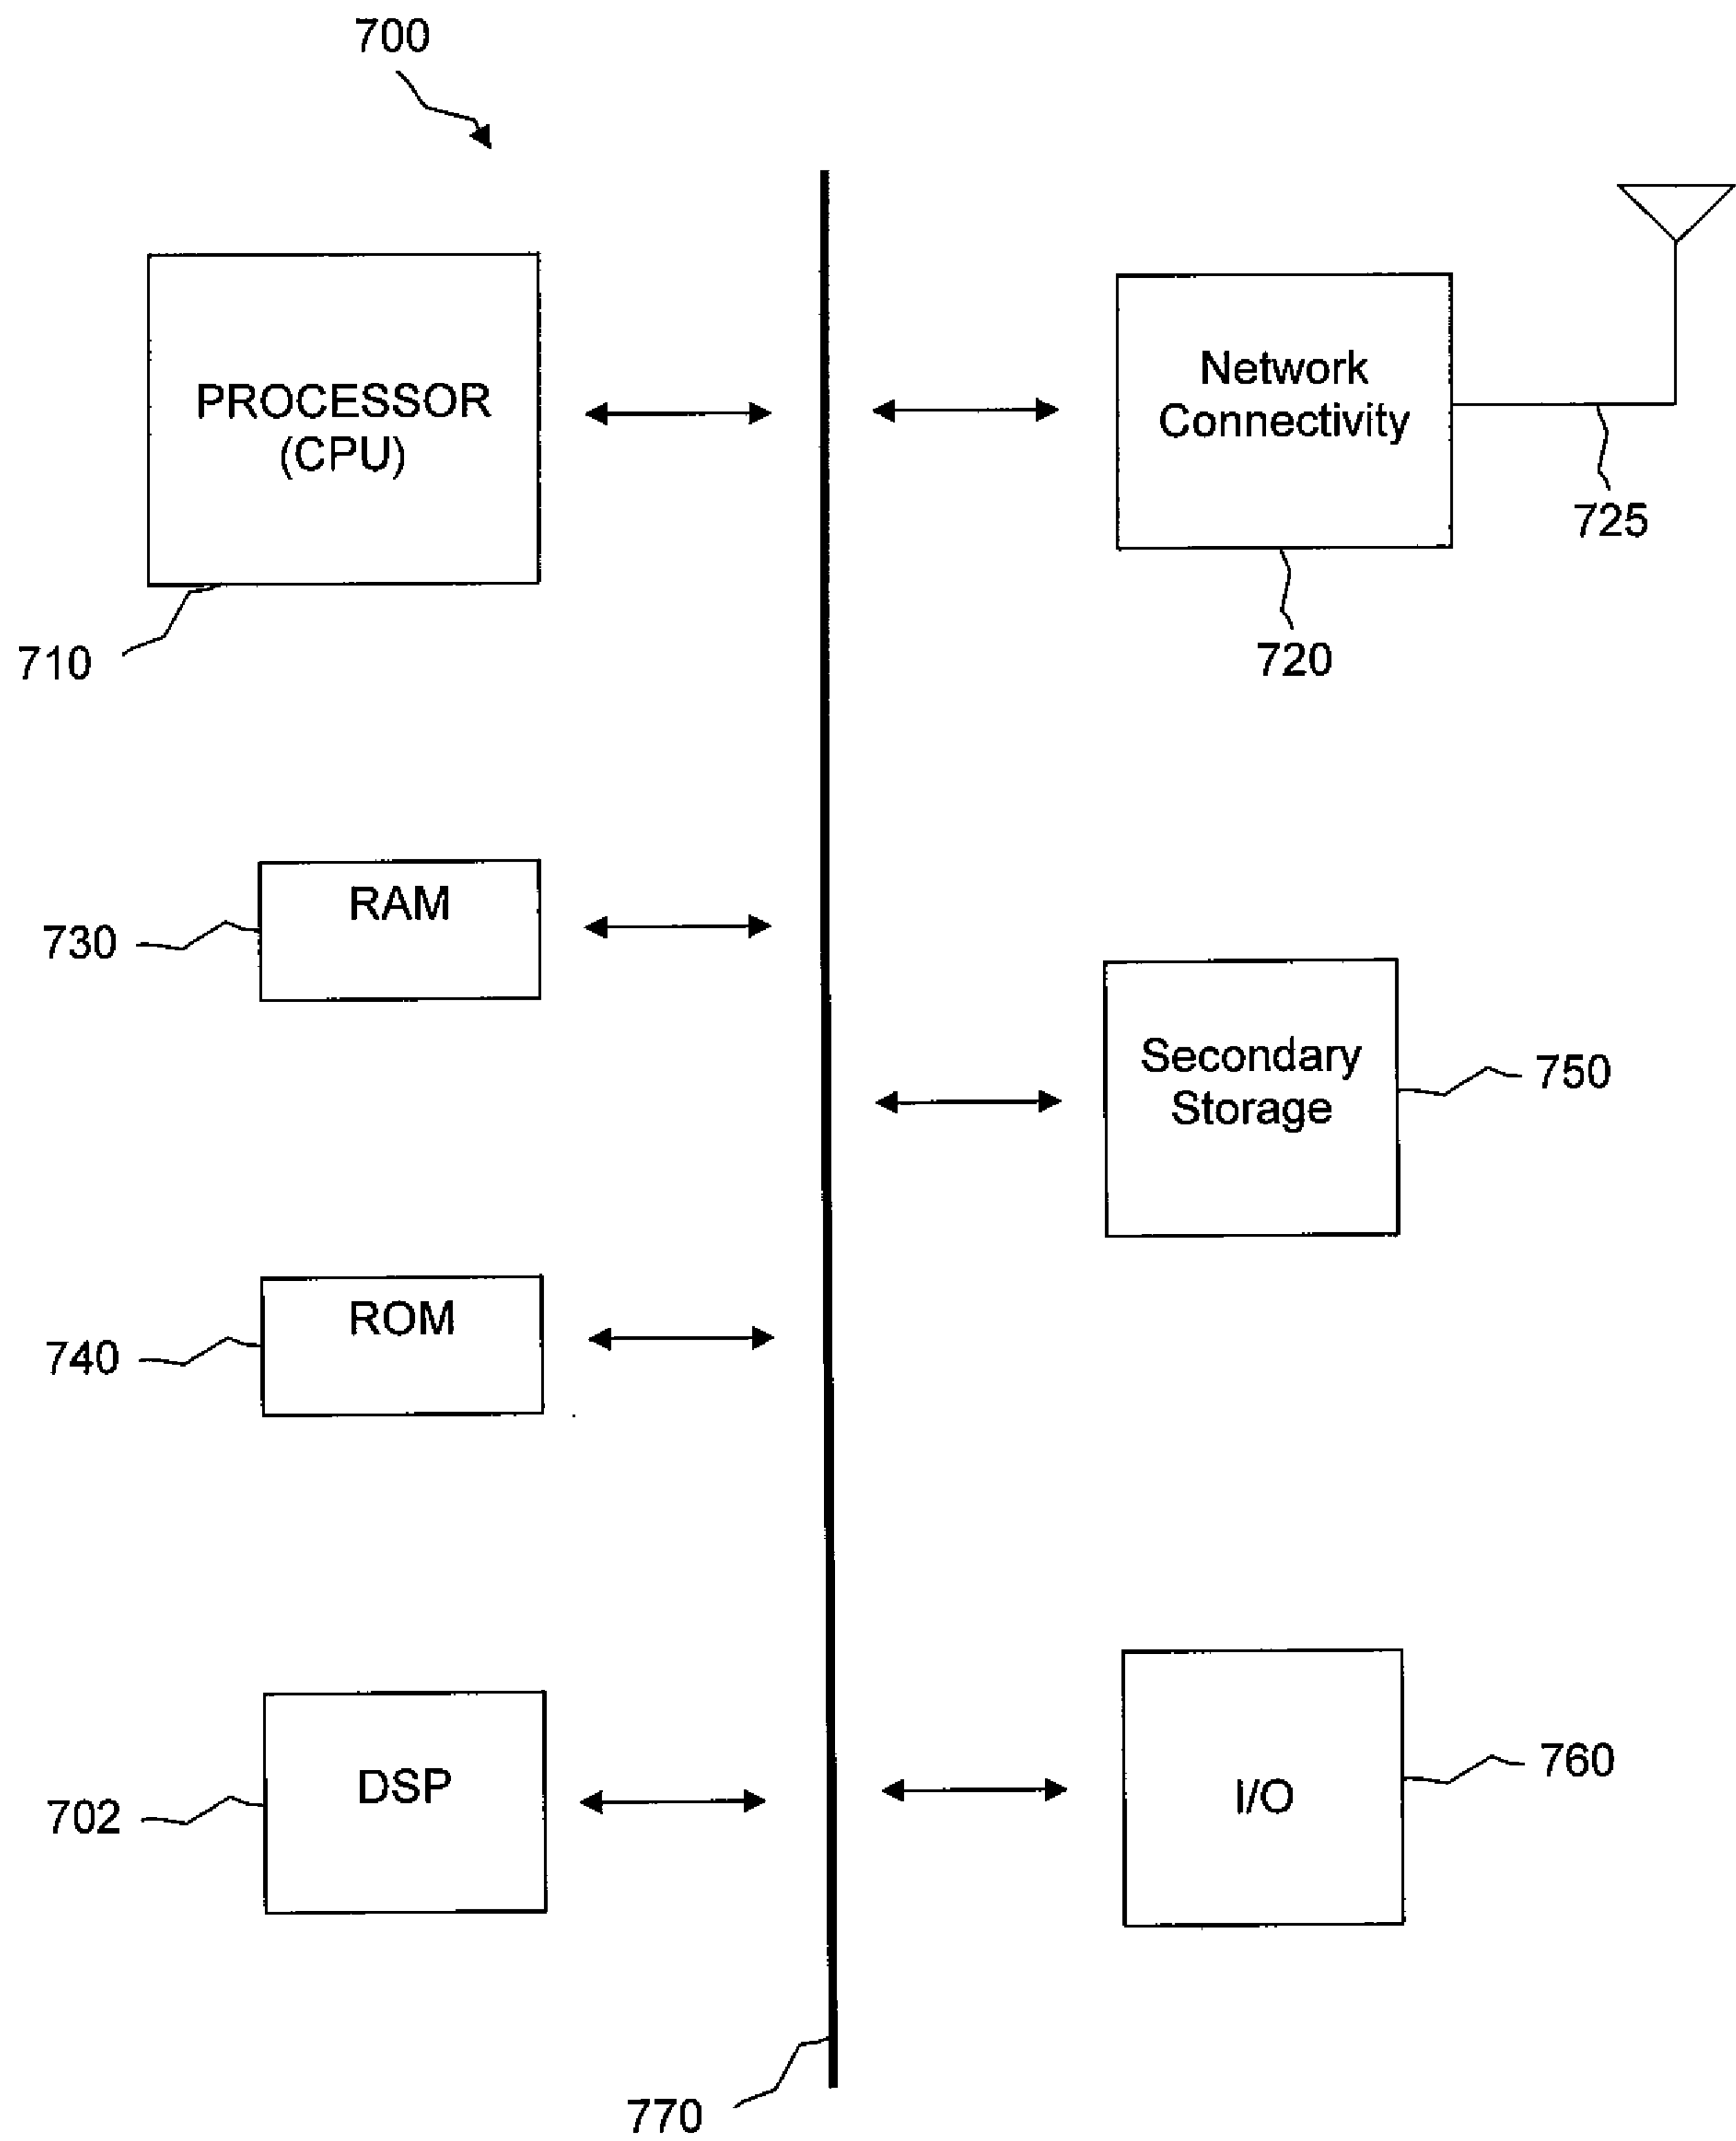 700
PROCESSOR
(CPU)
710
Network
Connectivity
725
720
RAM
730
Secondary
Storage
750
ROM
740
DSP
702
I/O
760
770